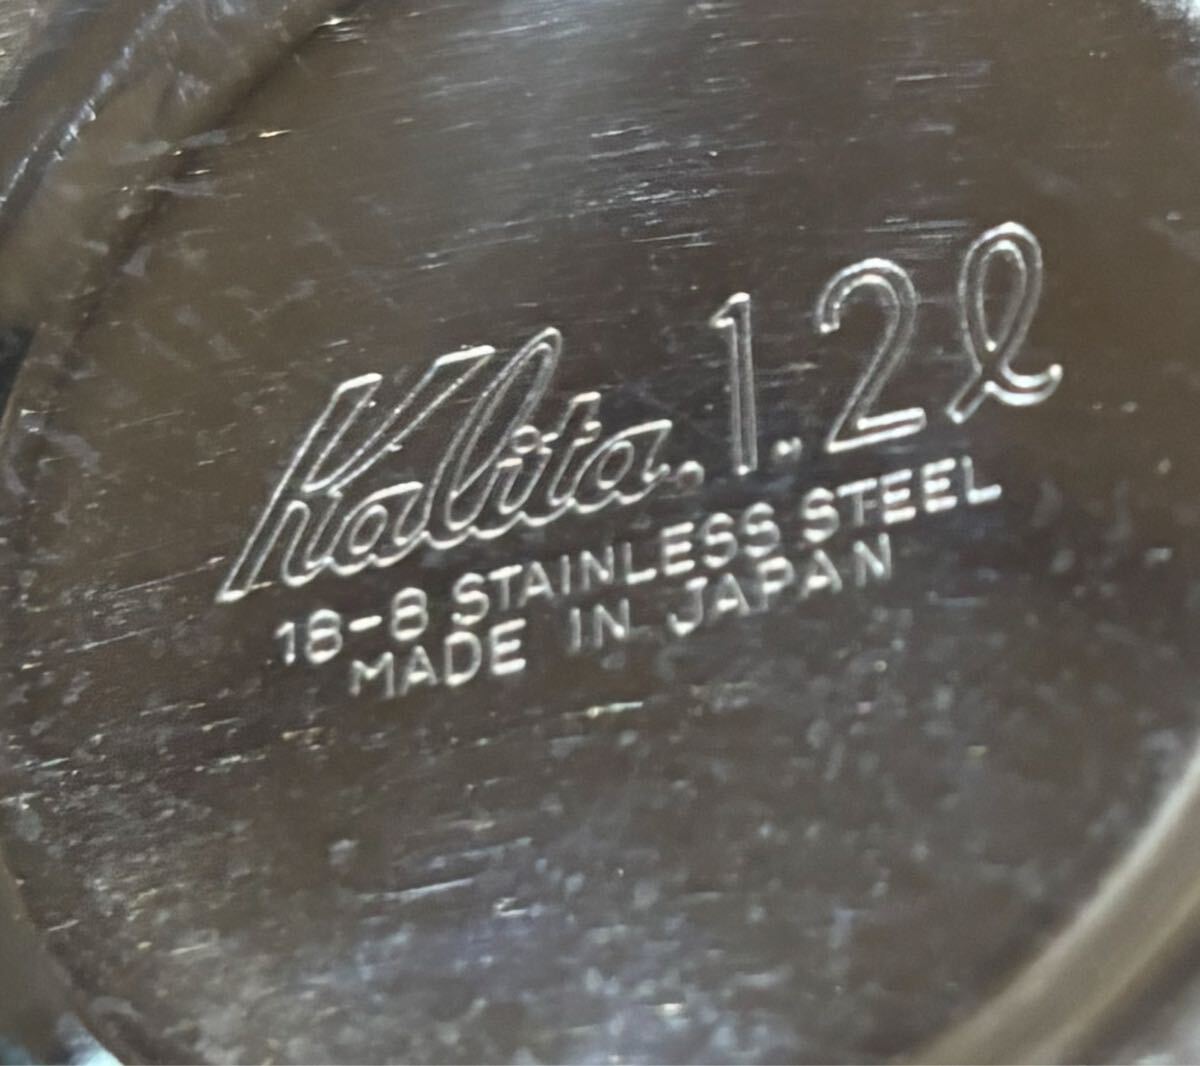 Kalita. 1.2ℓ
18-8 STAINLESS STEEL
MADE IN JAPAN